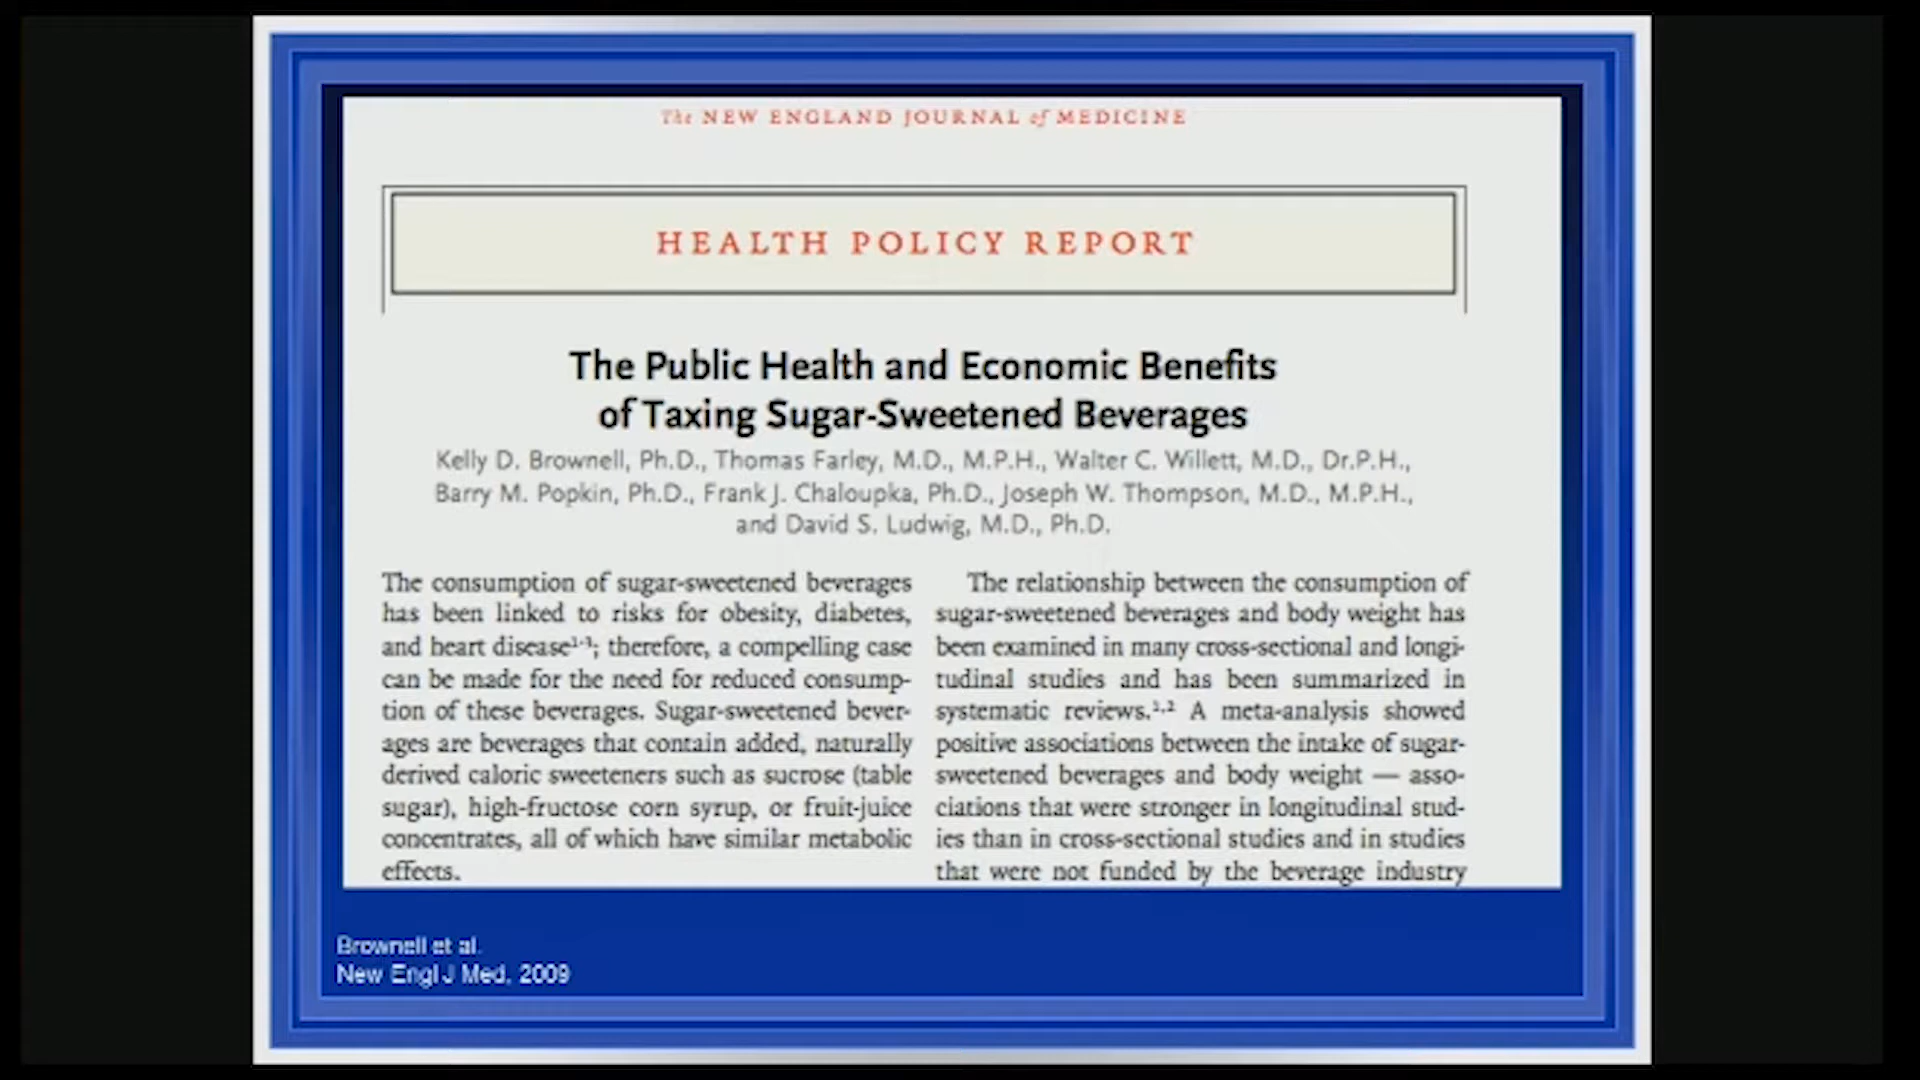 The NEW ENGLAND JOURNAL of MEDICINE
HEALTH POLICY REPORT
The Public Health and Economic Benefits
of Taxing Sugar-Sweetened Beverages
Kelly D. Brownell, Ph.D., Thomas Farley, M.D., M.P.H., Walter C. Willett, M.D., Dr.P.H.,
Barry M. Popkin, Ph.D., Frank J. Chaloupka, Ph.D., Joseph W. Thompson, M.D., M.P.H.,
and David S. Ludwig, M.D., Ph.D.
The consumption of sugar-sweetened beverages
has been linked to risks for obesity, diabetes,
and heart disease¹⁻³; therefore, a compelling case
can be made for the need for reduced consump-
tion of these beverages. Sugar-sweetened bever-
ages are beverages that contain added, naturally
derived caloric sweeteners such as sucrose (table
sugar), high-fructose corn syrup, or fruit-juice
concentrates, all of which have similar metabolic
effects.
The relationship between the consumption of
sugar-sweetened beverages and body weight has
been examined in many cross-sectional and longi-
tudinal studies and has been summarized in
systematic reviews.¹,² A meta-analysis showed
positive associations between the intake of sugar-
sweetened beverages and body weight — asso-
ciations that were stronger in longitudinal stud-
ies than in cross-sectional studies and in studies
that were not funded by the beverage industry
Brownell et al.
New Engl J Med, 2009